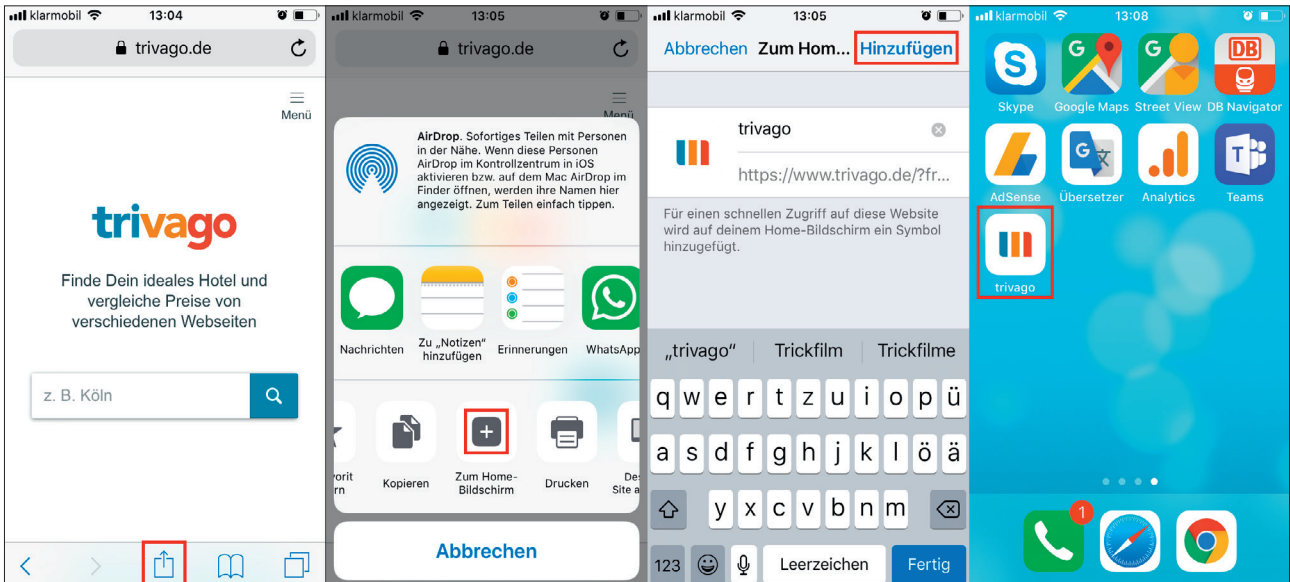 klarmobil 13:04
trivago.de
Menü
trivago
Finde Dein ideales Hotel und
vergleiche Preise von
verschiedenen Webseiten
z. B. Köln
klarmobil 13:05
trivago.de
Menü
AirDrop. Sofortiges Teilen mit Personen
in der Nähe. Wenn diese Personen
AirDrop im Kontrollzentrum in iOS
aktivieren bzw. auf dem Mac AirDrop im
Finder öffnen, werden ihre Namen hier
angezeigt. Zum Teilen einfach tippen.
Nachrichten
Zu „Notizen“
hinzufügen
Erinnerungen
WhatsApp
orit
rn
Kopieren
Zum Home-
Bildschirm
Drucken
Des
Site a
Abbrechen
klarmobil 13:05
Abbrechen Zum Hom... Hinzufügen
trivago
https://www.trivago.de/?fr...
Für einen schnellen Zugriff auf diese Website
wird auf deinem Home-Bildschirm ein Symbol
hinzugefügt.
„trivago“ Trickfilm Trickfilme
q w e r t z u i o p ü
a s d f g h j k l ö ä
y x c v b n m
123 Leerzeichen Fertig
klarmobil 13:08
S G G DB
Skype Google Maps Street View DB Navigator
G 文 T
AdSense Übersetzer Analytics Teams
trivago
1